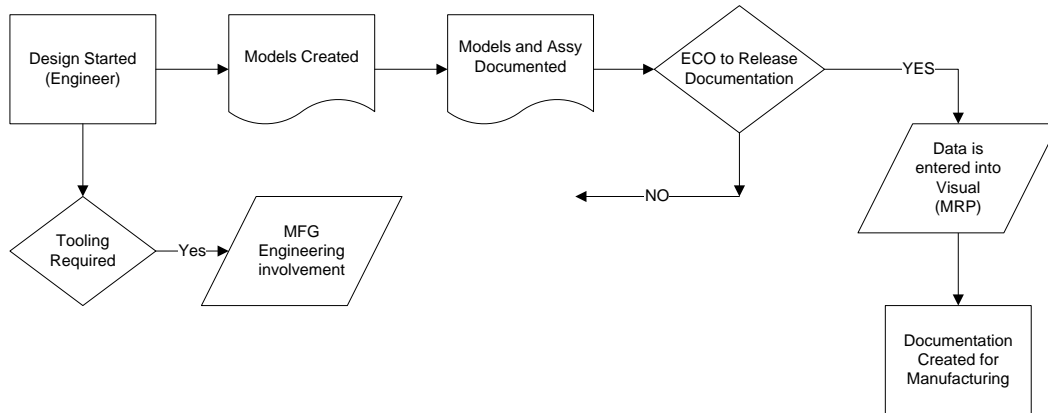 Design Started
(Engineer)
Models Created
Models and Assy
Documented
ECO to Release
Documentation
YES
Data is
entered into
Visual
(MRP)
NO
Tooling
Required
Yes
MFG
Engineering
involvement
Documentation
Created for
Manufacturing